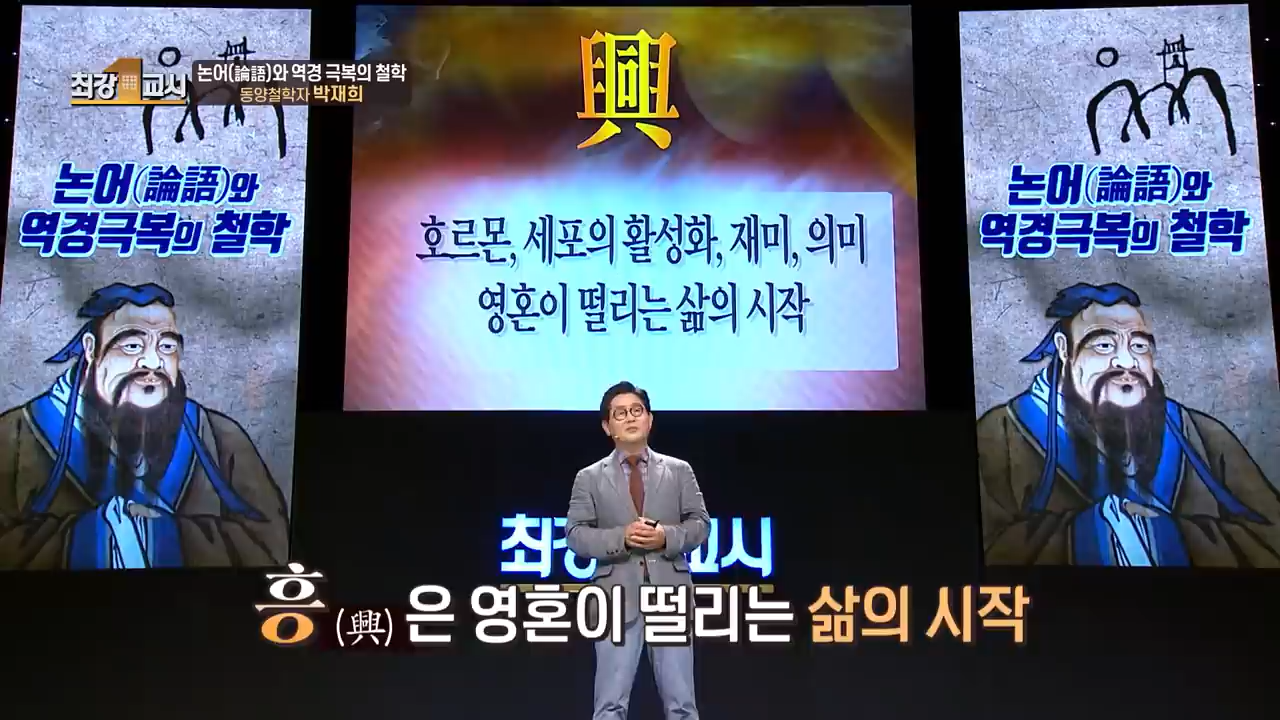 최강1교시
논어(論語)와 역경 극복의 철학
동양철학자 박재희
논어(論語)와
역경극복의 철학
興
호르몬, 세포의 활성화, 재미, 의미
영혼이 떨리는 삶의 시작
논어(論語)와
역경극복의 철학
최강 교시
흥(興)은 영혼이 떨리는 삶의 시작